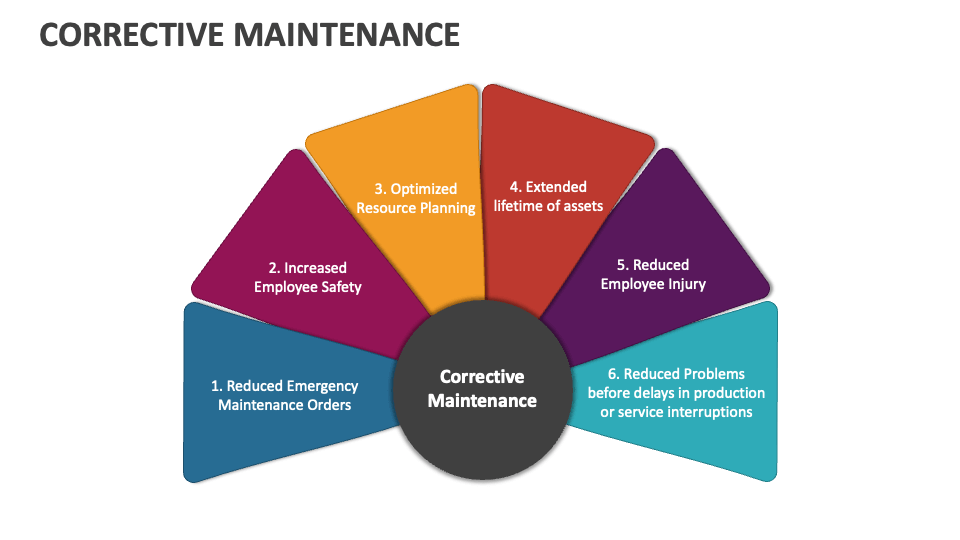 CORRECTIVE MAINTENANCE
3. Optimized
Resource Planning
4. Extended
lifetime of assets
2. Increased
Employee Safety
5. Reduced
Employee Injury
1. Reduced Emergency
Maintenance Orders
Corrective
Maintenance
6. Reduced Problems
before delays in production
or service interruptions